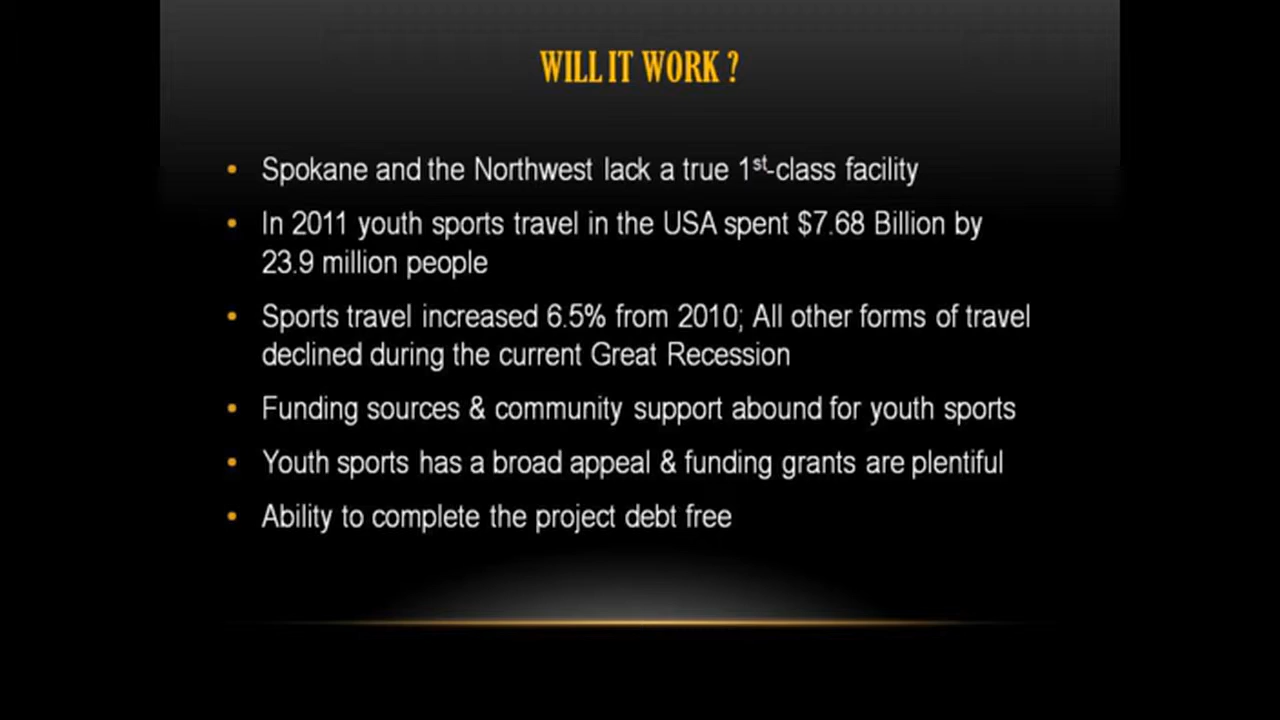 WILL IT WORK ?
• Spokane and the Northwest lack a true 1st-class facility
• In 2011 youth sports travel in the USA spent $7.68 Billion by
23.9 million people
• Sports travel increased 6.5% from 2010; All other forms of travel
declined during the current Great Recession
• Funding sources & community support abound for youth sports
• Youth sports has a broad appeal & funding grants are plentiful
• Ability to complete the project debt free